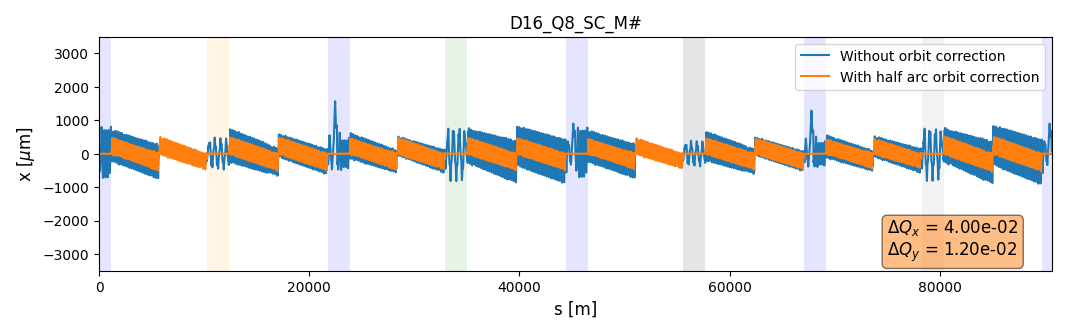 D16_Q8_SC_M#
x [μm]
3000
2000
1000
0
−1000
−2000
−3000
Without orbit correction
With half arc orbit correction
ΔQx = 4.00e-02
ΔQy = 1.20e-02
0
20000
40000
60000
80000
s [m]